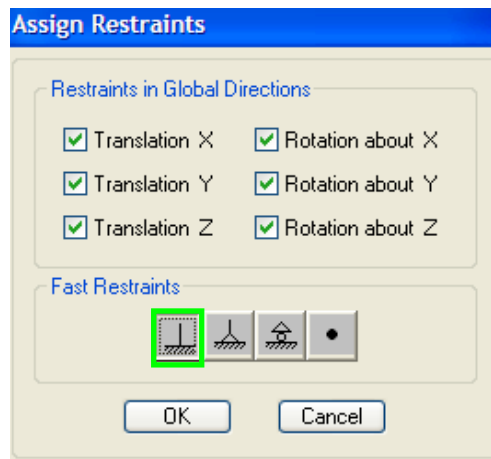 Assign Restraints
Restraints in Global Directions
Translation X Rotation about X
Translation Y Rotation about Y
Translation Z Rotation about Z
Fast Restraints
OK Cancel